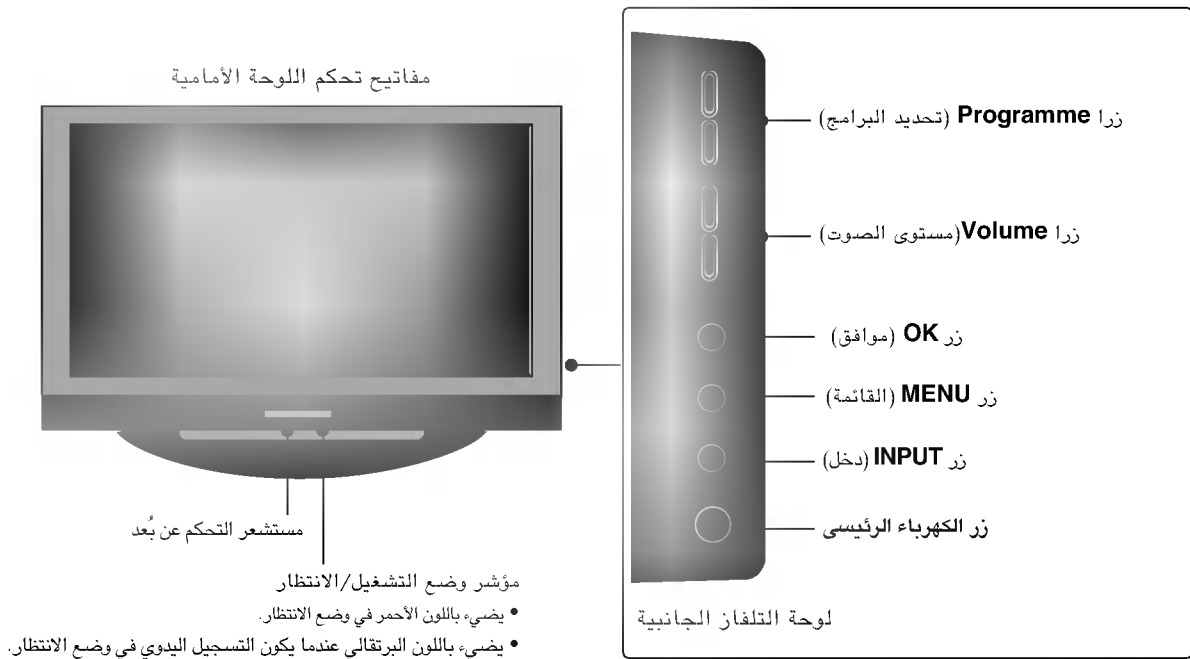 مفاتيح تحكم اللوحة الأمامية
زرا Programme (تحديد البرامج)
زرا Volume(مستوى الصوت)
زر OK (موافق)
زر MENU (القائمة)
زر INPUT (دخل)
زر الكهرباء الرئيسى
لوحة التلفاز الجانبية
مستشعر التحكم عن بُعد
مؤشر وضع التشغيل/الانتظار
• يضيء باللون الأحمر في وضع الانتظار.
• يضيء باللون البرتقالي عندما يكون التسجيل اليدوي في وضع الانتظار.